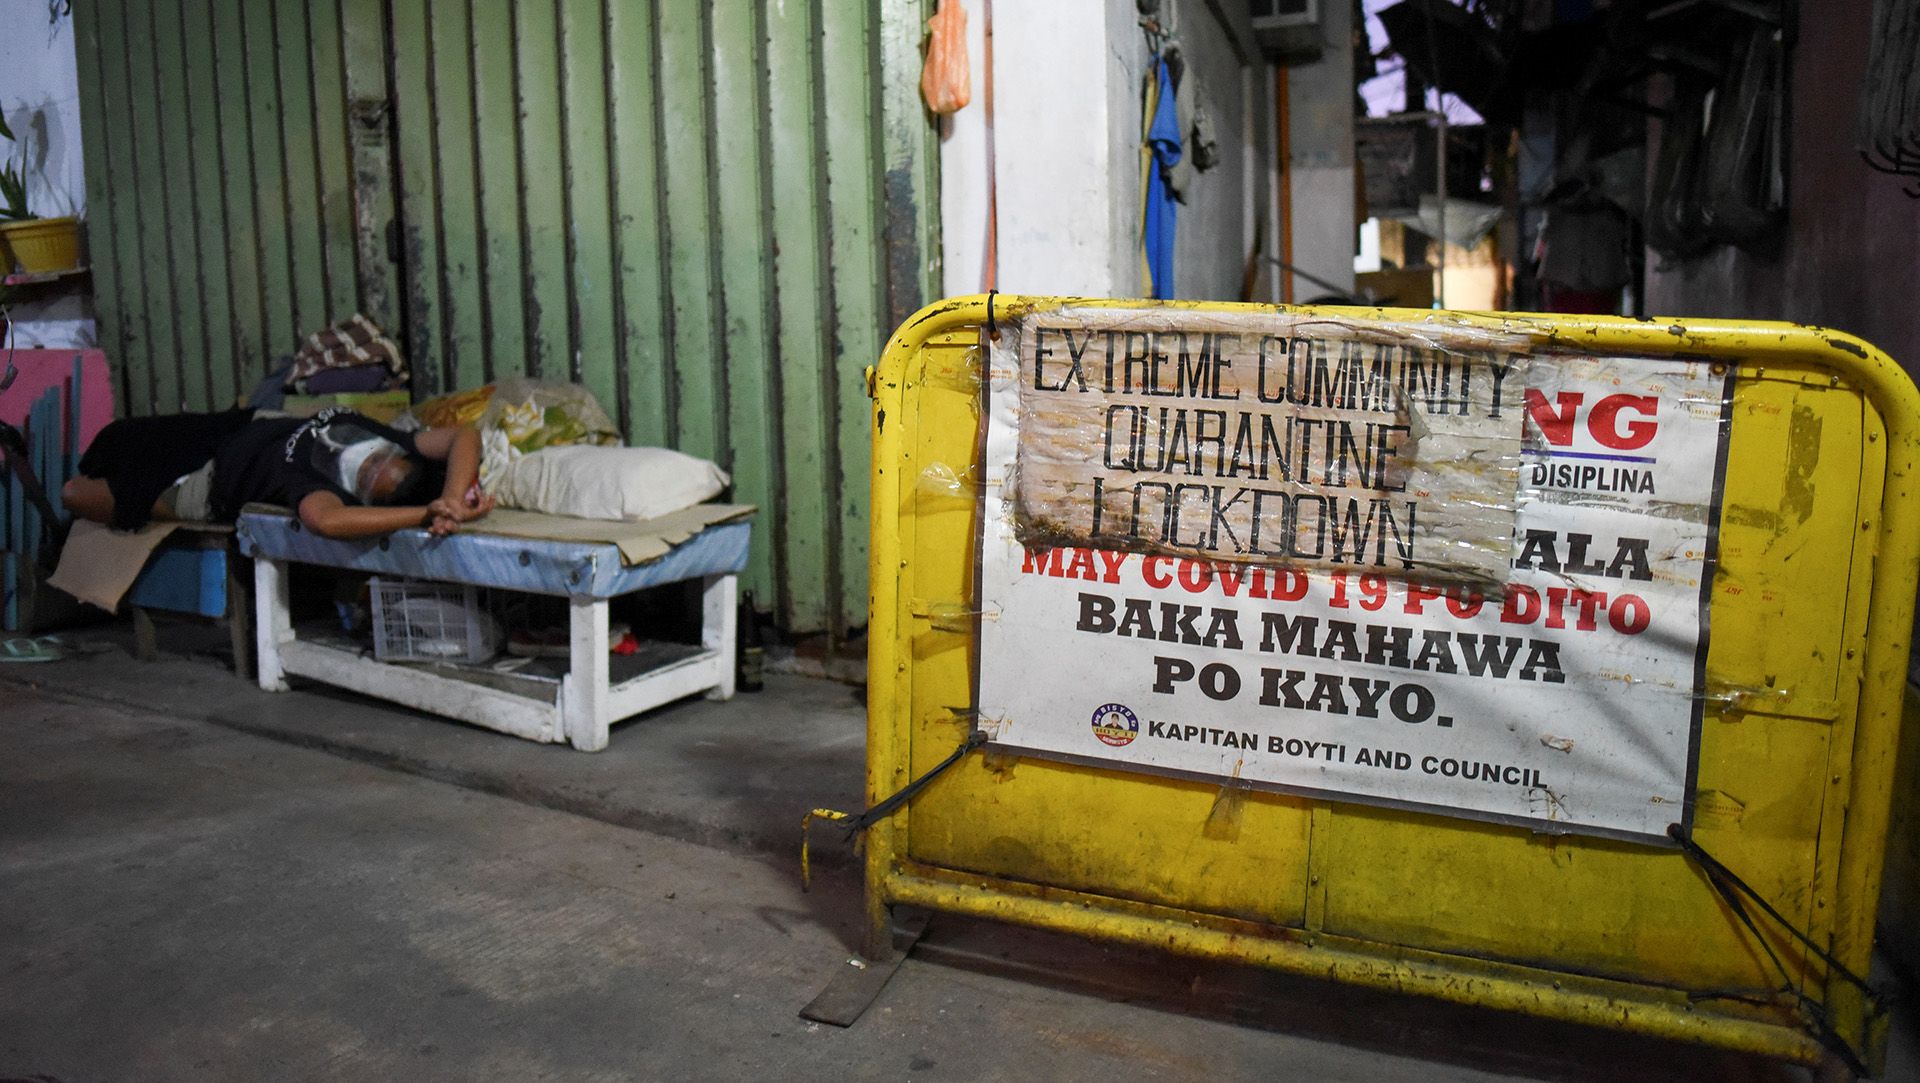 EXTREME COMMUNITY
QUARANTINE
LOCKDOWN
NG
DISIPLINA
ALA
MAY COVID 19 PO DITO
BAKA MAHAWA
PO KAYO.
BOYTI
KAPITAN BOYTI AND COUNCIL